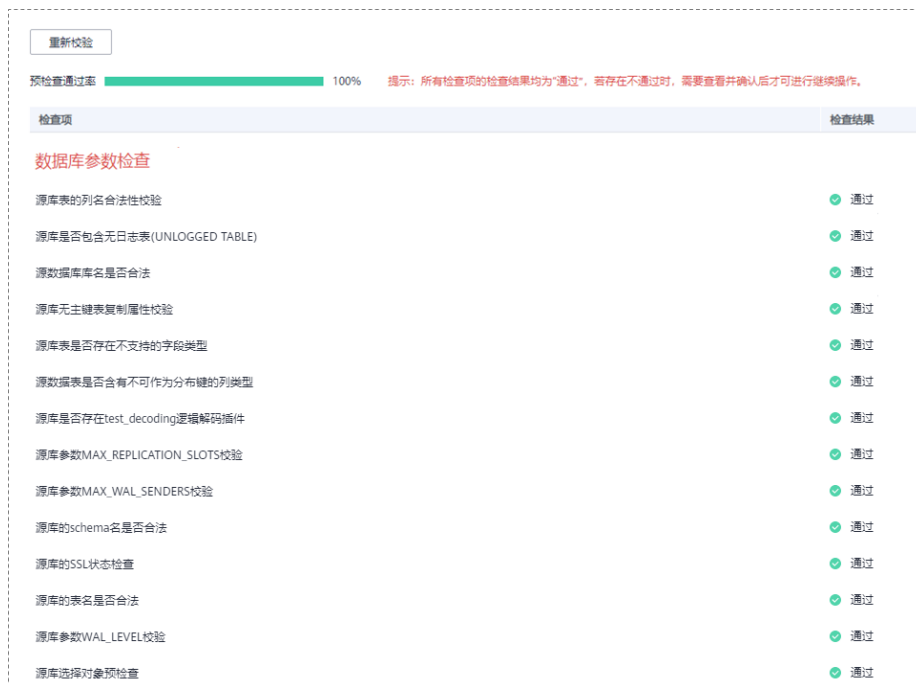 重新校验
预检查通过率 100% 提示：所有检查项的检查结果均为“通过”，若存在不通过时，需要查看并确认后才可进行继续操作。
检查项 检查结果
数据库参数检查
源库表的列名合法性校验 通过
源库是否包含无日志表(UNLOGGED TABLE) 通过
源数据库库名是否合法 通过
源库无主键表复制属性校验 通过
源库表是否存在不支持的字段类型 通过
源数据表是否含有不可作为分布键的列类型 通过
源库是否存在test_decoding逻辑解码插件 通过
源库参数MAX_REPLICATION_SLOTS校验 通过
源库参数MAX_WAL_SENDERS校验 通过
源库的schema名是否合法 通过
源库的SSL状态检查 通过
源库的表名是否合法 通过
源库参数WAL_LEVEL校验 通过
源库选择对象预检查 通过